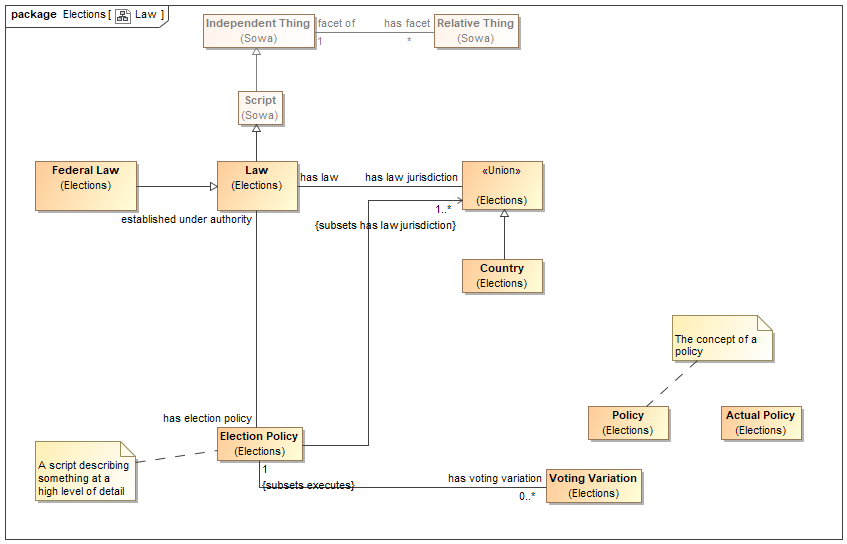 package Elections [ Law ]
Independent Thing
(Sowa)
facet of
has facet
1
*
Relative Thing
(Sowa)
Script
(Sowa)
Federal Law
(Elections)
Law
(Elections)
has law
has law jurisdiction
«Union»
(Elections)
established under authority
1..*
{subsets has law jurisdiction}
Country
(Elections)
The concept of a
policy
Policy
(Elections)
Actual Policy
(Elections)
has election policy
Election Policy
(Elections)
A script describing
something at a
high level of detail
1
{subsets executes}
has voting variation
0..*
Voting Variation
(Elections)